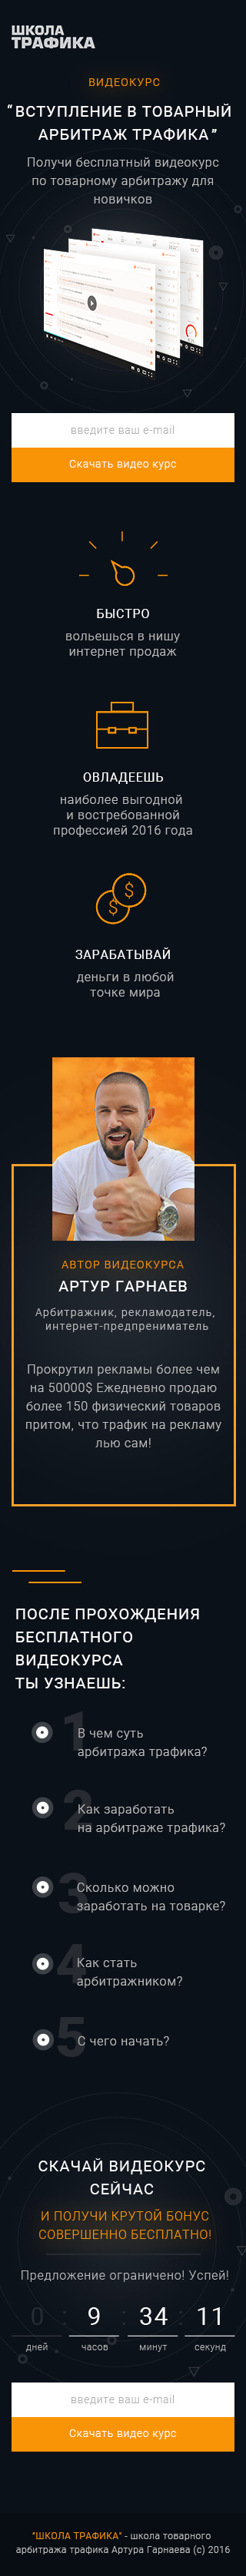 ШКОЛА
ТРАФИКА
ВИДЕОКУРС
“ВСТУПЛЕНИЕ В ТОВАРНЫЙ
АРБИТРАЖ ТРАФИКА”
Получи бесплатный видеокурс
по товарному арбитражу для
новичков
введите ваш e-mail
Скачать видео курс
БЫСТРО
вольешься в нишу
интернет продаж
ОВЛАДЕЕШЬ
наиболее выгодной
и востребованной
профессией 2016 года
$
$
ЗАРАБАТЫВАЙ
деньги в любой
точке мира
АВТОР ВИДЕОКУРСА
АРТУР ГАРНАЕВ
Арбитражник, рекламодатель,
интернет-предприниматель
Прокрутил рекламы более чем
на 50000$ Ежедневно продаю
более 150 физический товаров
притом, что трафик на рекламу
лью сам!
ПОСЛЕ ПРОХОЖДЕНИЯ
БЕСПЛАТНОГО
ВИДЕОКУРСА
ТЫ УЗНАЕШЬ:
1
В чем суть
арбитража трафика?
2
Как заработать
на арбитраже трафика?
3
Сколько можно
заработать на товарке?
4
Как стать
арбитражником?
5
С чего начать?
СКАЧАЙ ВИДЕОКУРС
СЕЙЧАС
И ПОЛУЧИ КРУТОЙ БОНУС
СОВЕРШЕННО БЕСПЛАТНО!
Предложение ограничено! Успей!
0 : 9 : 34 : 11
дней часов минут секунд
введите ваш e-mail
Скачать видео курс
"ШКОЛА ТРАФИКА" - школа товарного
арбитража трафика Артура Гарнаева (с) 2016